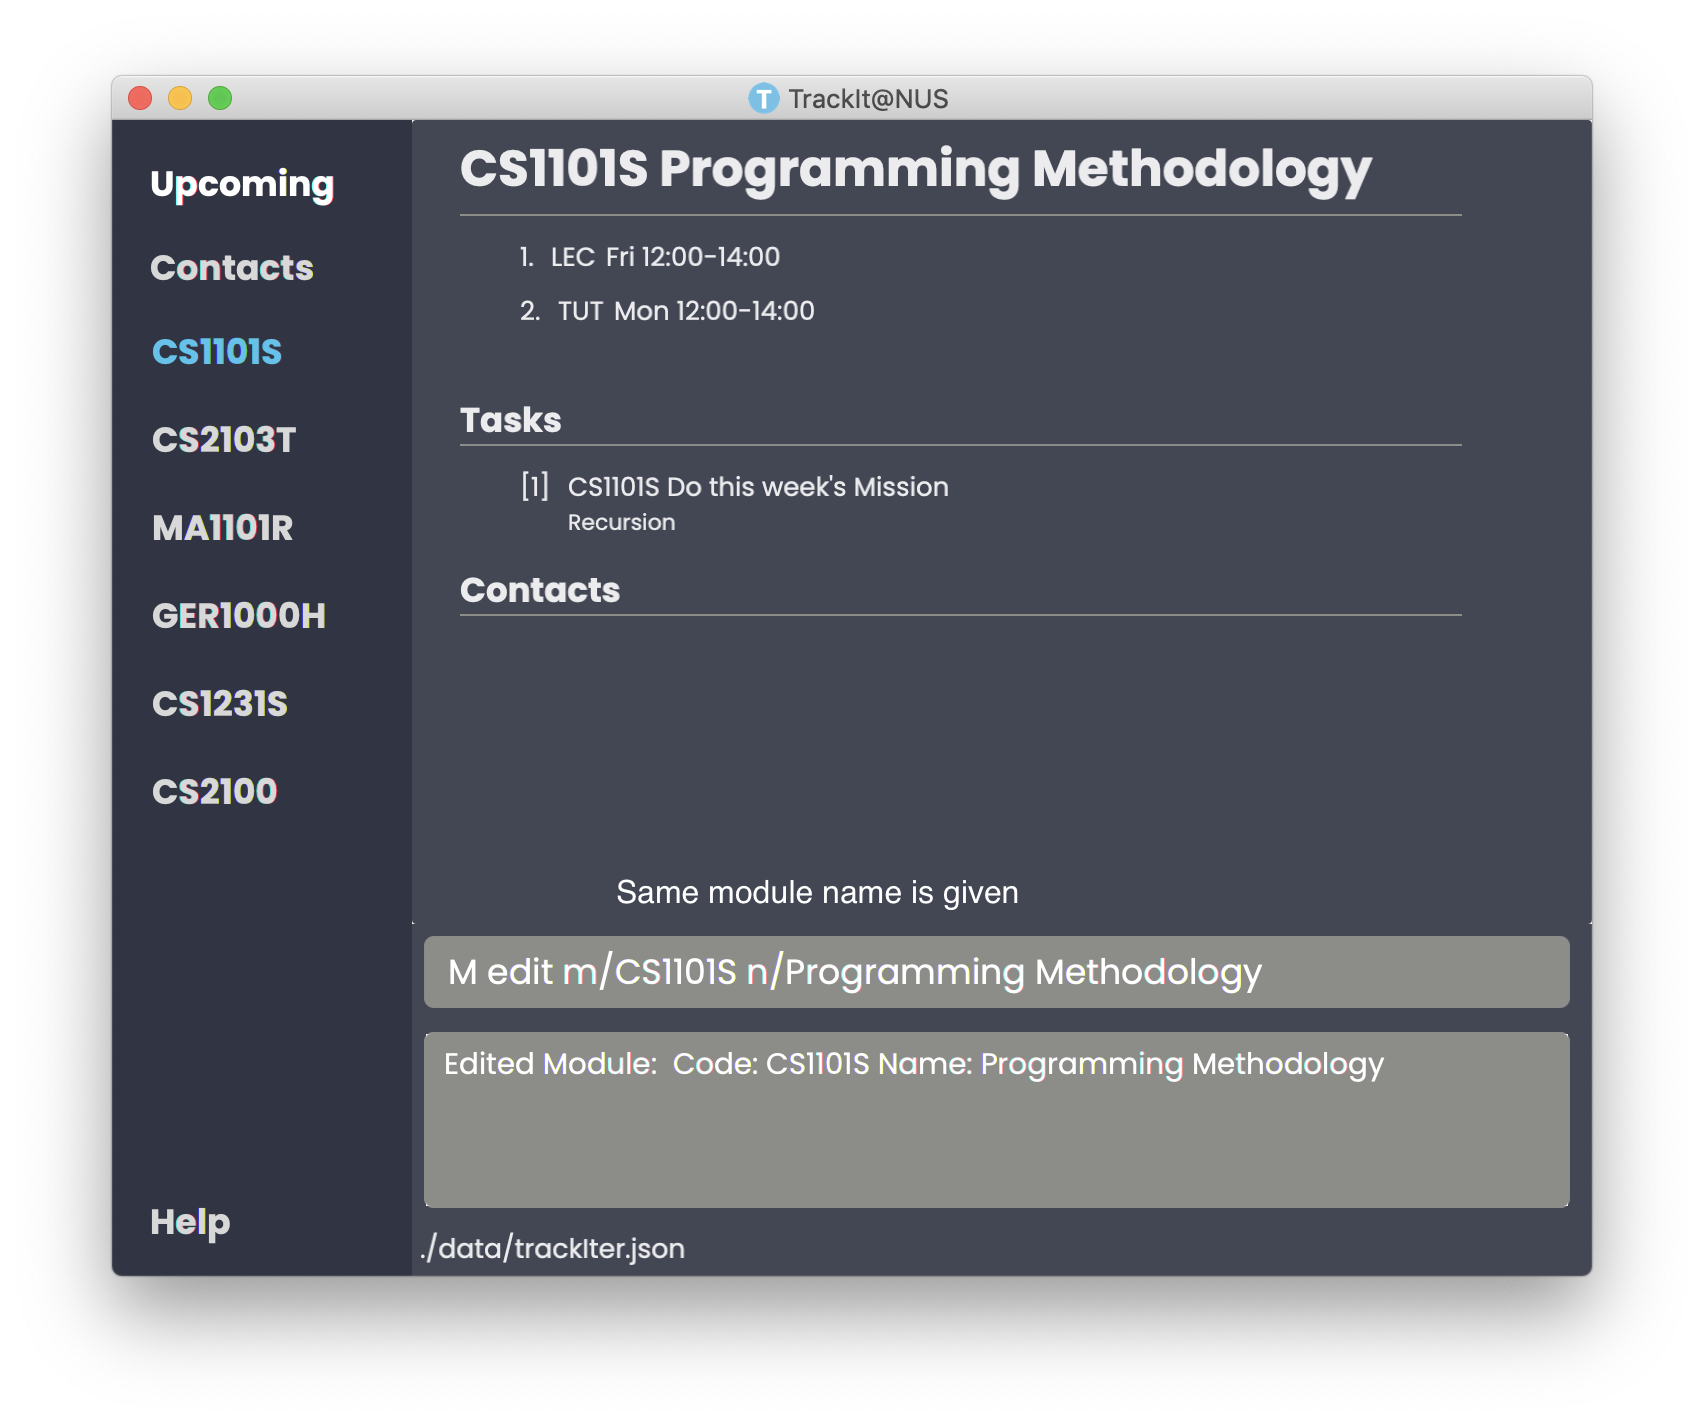 T TrackIt@NUS
Upcoming
Contacts
CS1101S
CS2103T
MA1101R
GER1000H
CS1231S
CS2100
Help
CS1101S Programming Methodology
1. LEC Fri 12:00-14:00
2. TUT Mon 12:00-14:00
Tasks
[1] CS1101S Do this week's Mission
Recursion
Contacts
Same module name is given
M edit m/CS1101S n/Programming Methodology
Edited Module: Code: CS1101S Name: Programming Methodology
./data/trackIter.json